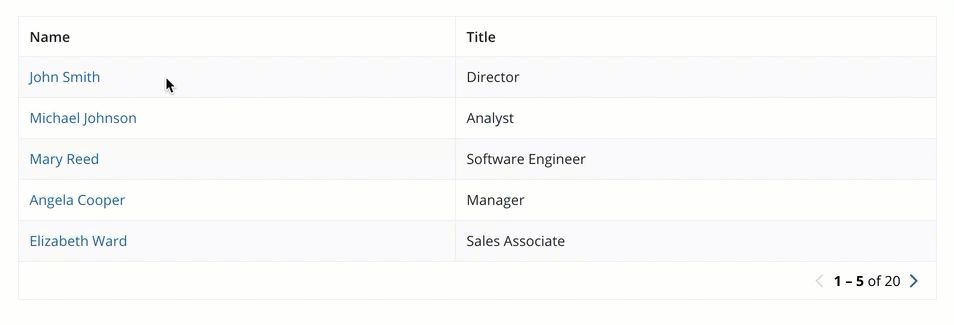 Name Title
John Smith Director
Michael Johnson Analyst
Mary Reed Software Engineer
Angela Cooper Manager
Elizabeth Ward Sales Associate
1 – 5 of 20